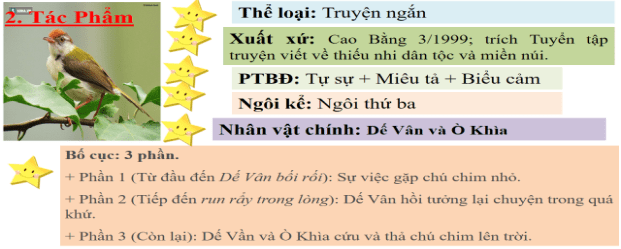 2. Tác Phẩm
Thể loại: Truyện ngắn
Xuất xứ: Cao Bằng 3/1999; trích Tuyển tập
truyện viết về thiếu nhi dân tộc và miền núi.
PTBĐ: Tự sự + Miêu tả + Biểu cảm
Ngôi kể: Ngôi thứ ba
Nhân vật chính: Dế Vần và Ò Khìa
Bố cục: 3 phần.
+ Phần 1 (Từ đầu đến Dế Vần bối rối): Sự việc gặp chú chim nhỏ.
+ Phần 2 (Tiếp đến run rẩy trong lòng): Dế Vần hồi tưởng lại chuyện trong quá
khứ.
+ Phần 3 (Còn lại): Dế Vần và Ò Khìa cứu và thả chú chim lên trời.